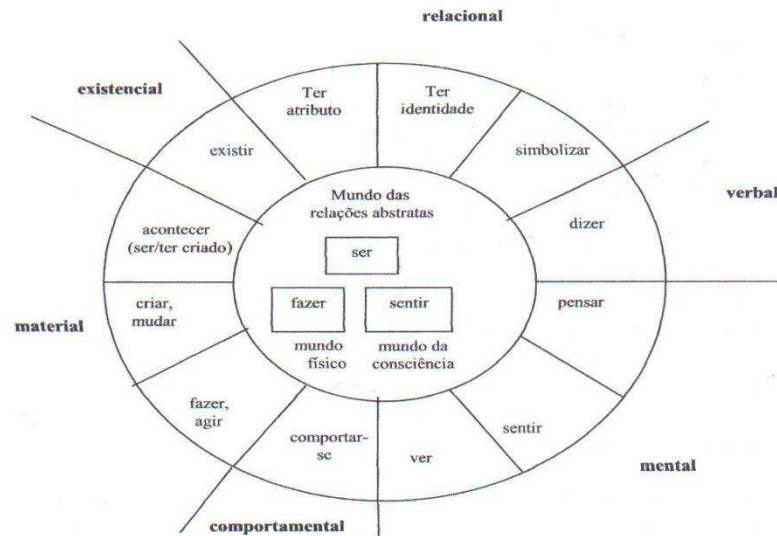 relacional
existencial
Ter
atributo
Ter
identidade
existir
simbolizar
verbal
Mundo das
relações abstratas
acontecer
(ser/ter criado)
dizer
ser
fazer
sentir
pensar
material
criar,
mudar
mundo
físico
mundo da
consciência
fazer,
agir
comportar-
se
ver
sentir
mental
comportamental